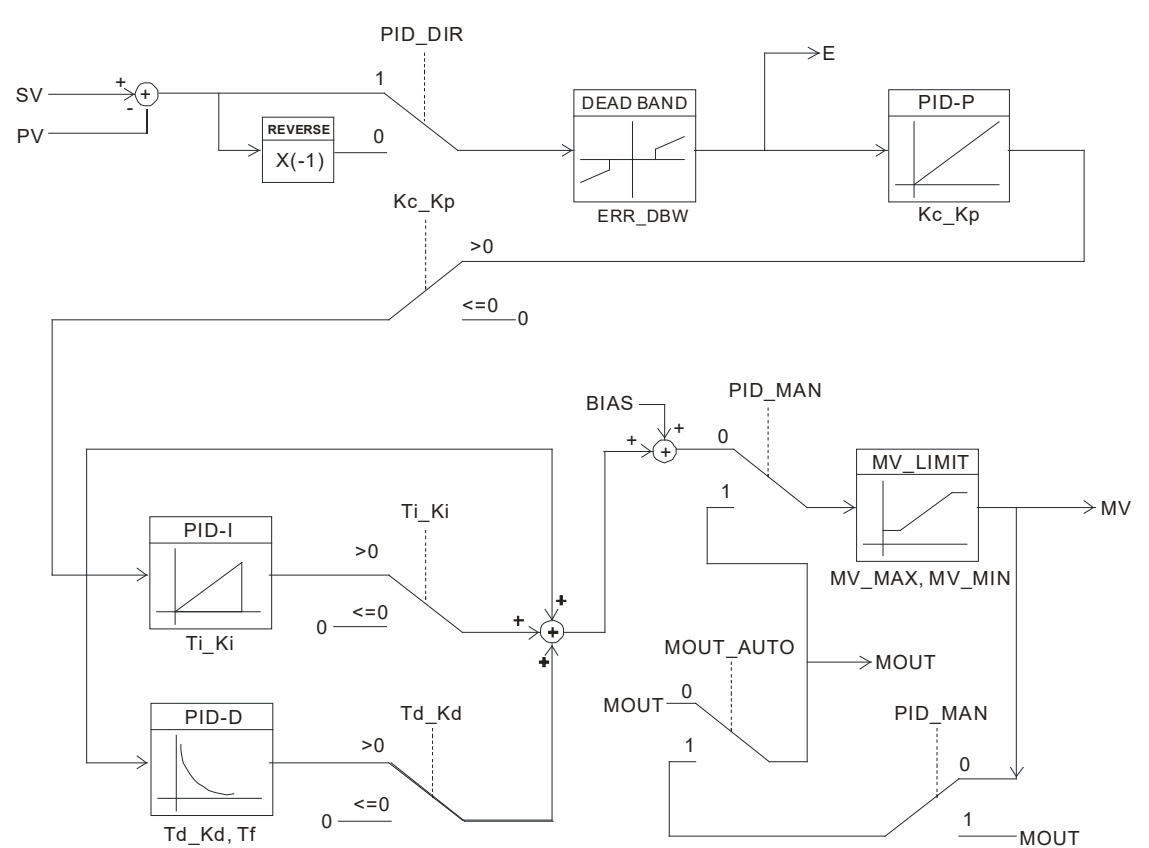 PID_DIR
E
SV
+
+
-
PV
1
0
REVERSE
X(-1)
DEAD BAND
ERR_DBW
PID-P
Kc_Kp
Kc_Kp
>0
<=0
0
BIAS
+
+
+
PID_MAN
0
1
MV_LIMIT
MV_MAX, MV_MIN
MV
PID-I
Ti_Ki
Ti_Ki
>0
<=0
0
+
+
+
+
MOUT_AUTO
MOUT
MOUT
0
1
PID-D
Td_Kd, Tf
Td_Kd
>0
<=0
0
PID_MAN
0
1
MOUT